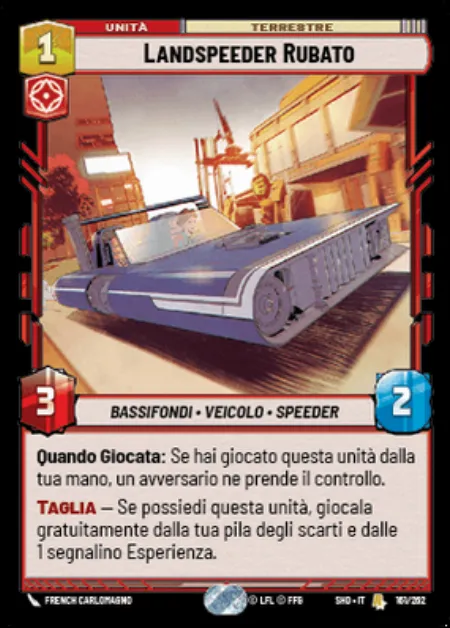 UNITÀ
TERRESTRE
1
LANDSPEEDER RUBATO
3
BASSIFONDI • VEICOLO • SPEEDER
2
Quando Giocata: Se hai giocato questa unità dalla
tua mano, un avversario ne prende il controllo.
TAGLIA — Se possiedi questa unità, giocala
gratuitamente dalla tua pila degli scarti e dalle
1 segnalino Esperienza.
FRENCH CARLOMAGNO
© LFL © FFG
SHD • IT
161/262